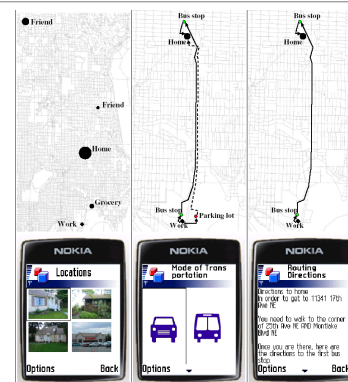 Friend
Friend
Home
Grocery
Work
Bus stop
Home
Bus stop
Parking lot
Work
Bus stop
Home
Bus stop
Work
NOKIA
Locations
Options
Back
NOKIA
Mode of Trans
portation
Options
NOKIA
Routing
Directions
Directions to home
In order to get to 11341 17th
Ave NE
You need to walk to the corner
of 25th Ave NE AND Montlake
Blvd NE
Once you are there, here are
the directions to the first bus
stop.
Options
Back